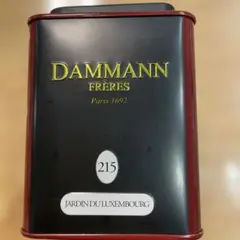 DAMMANN
FRÈRES
Paris 1692
215
JARDIN DU LUXEMBOURG